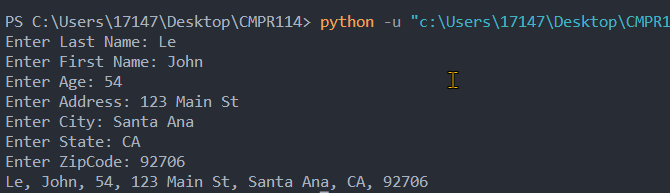 PS C:\Users\17147\Desktop\CMPR114> python -u "c:\Users\17147\Desktop\CMPR1
Enter Last Name: Le
Enter First Name: John
Enter Age: 54
Enter Address: 123 Main St
Enter City: Santa Ana
Enter State: CA
Enter ZipCode: 92706
Le, John, 54, 123 Main St, Santa Ana, CA, 92706